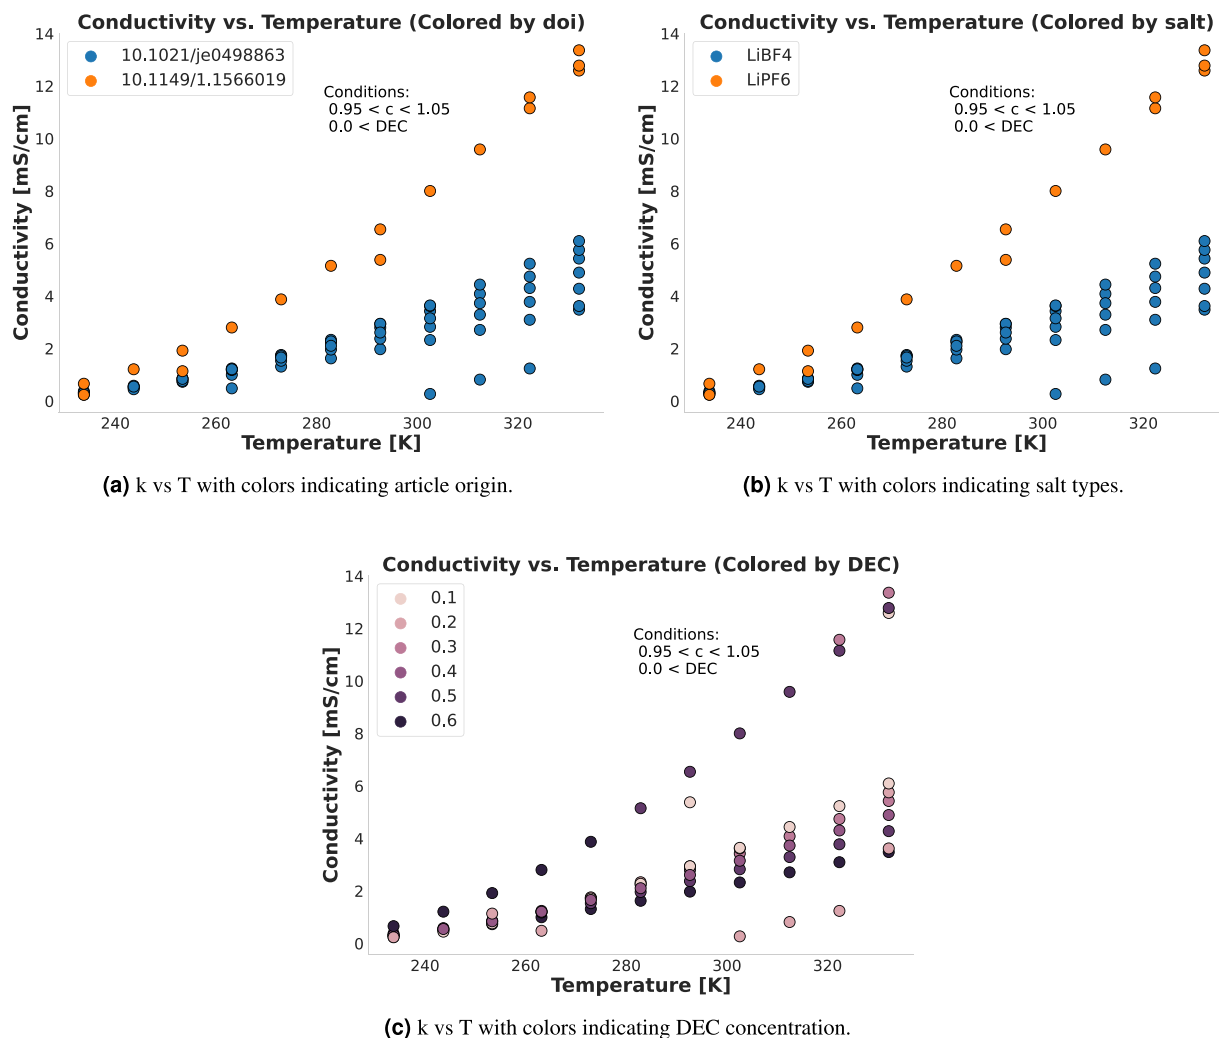 Conductivity vs. Temperature (Colored by doi)
14
12
10
8
6
4
2
0
Conductivity [mS/cm]
10.1021/je0498863
10.1149/1.1566019
Conditions:
0.95 < c < 1.05
0.0 < DEC
240
260
280
300
320
Temperature [K]
(a) k vs T with colors indicating article origin.
Conductivity vs. Temperature (Colored by salt)
14
12
10
8
6
4
2
0
Conductivity [mS/cm]
LiBF4
LiPF6
Conditions:
0.95 < c < 1.05
0.0 < DEC
240
260
280
300
320
Temperature [K]
(b) k vs T with colors indicating salt types.
Conductivity vs. Temperature (Colored by DEC)
14
12
10
8
6
4
2
0
Conductivity [mS/cm]
0.1
0.2
0.3
0.4
0.5
0.6
Conditions:
0.95 < c < 1.05
0.0 < DEC
240
260
280
300
320
Temperature [K]
(c) k vs T with colors indicating DEC concentration.